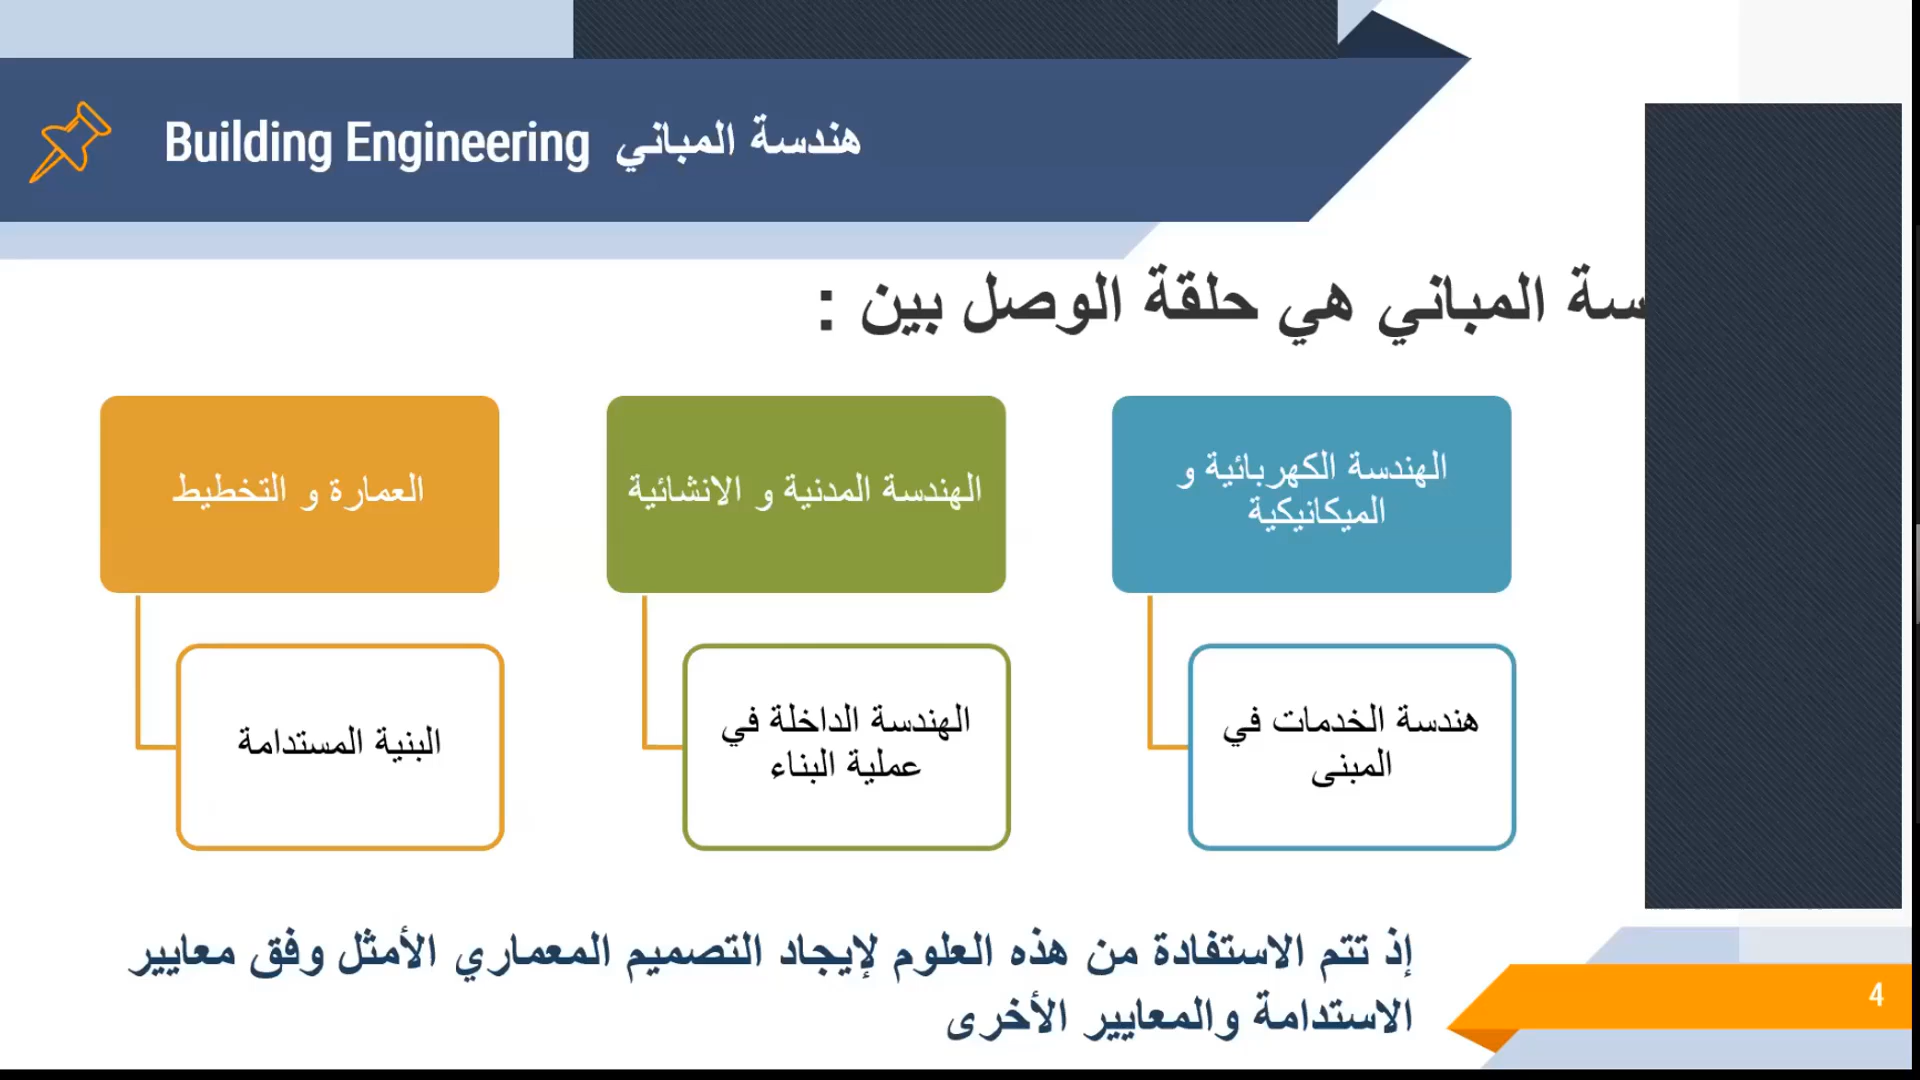 هندسة المباني Building Engineering
المباني هي حلقة الوصل بين :
الهندسة الكهربائية و
الميكانيكية
الهندسة المدنية و الانشائية
العمارة و التخطيط
هندسة الخدمات في
المبنى
الهندسة الداخلة في
عملية البناء
البنية المستدامة
إذ تتم الاستفادة من هذه العلوم لإيجاد التصميم المعماري الأمثل وفق معايير
الاستدامة والمعايير الأخرى
4